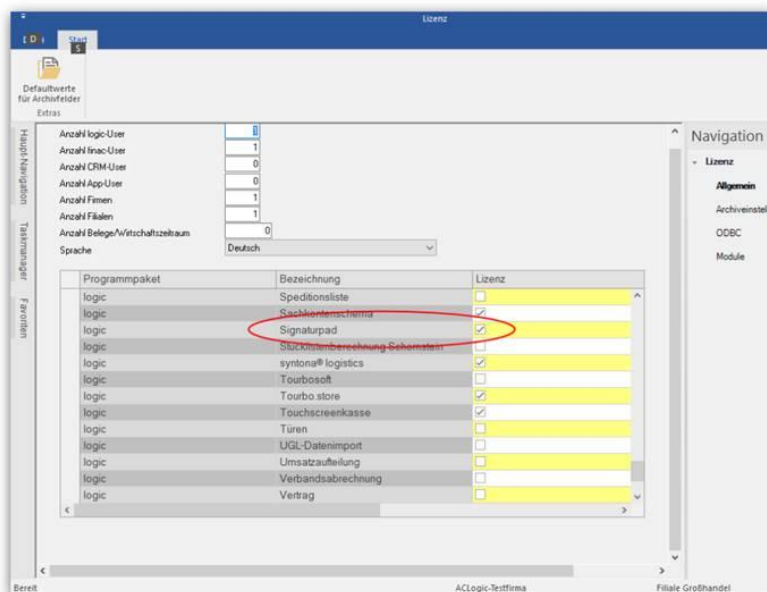 Lizenz
D
Start
S
Defaultwerte
für Archivfelder
Extras
Haupt-Navigation
Taskmanager
Favoriten
Anzahl logic-User
Anzahl finac-User 1
Anzahl CRM-User 0
Anzahl App-User 0
Anzahl Firmen 1
Anzahl Filialen 1
Anzahl Belege/Wirtschaftszeitraum 0
Sprache Deutsch
Programmpaket Bezeichnung Lizenz
logic Speditionsliste
logic Sachkontenschema
logic Signaturpad
logic Stücklistenberechnung Schornstein
logic syntona® logistics
logic Tourbosoft
logic Tourbo.store
logic Touchscreenkasse
logic Türen
logic UGL-Datenimport
logic Umsatzaufteilung
logic Verbandsabrechnung
logic Vertrag
Navigation
Lizenz
Allgemein
Archiveinstel
ODBC
Module
Bereit ACLogic-Testfirma Filiale Großhandel